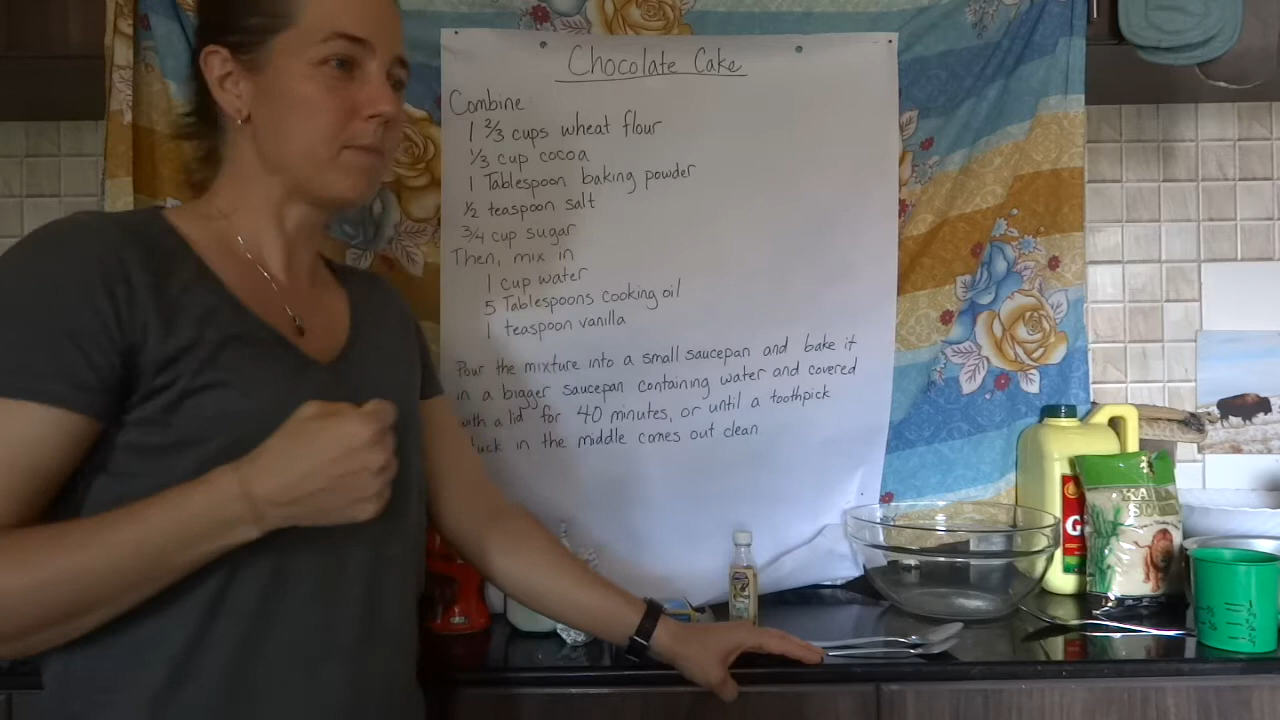 Chocolate Cake
Combine
1 2/3 cups wheat flour
1/3 cup cocoa
1 Tablespoon baking powder
1/2 teaspoon salt
3/4 cup sugar
Then, mix in
1 cup water
5 Tablespoons cooking oil
1 teaspoon vanilla
Pour the mixture into a small saucepan and bake it
in a bigger saucepan containing water and covered
with a lid for 40 minutes, or until a toothpick
in the middle comes out clean